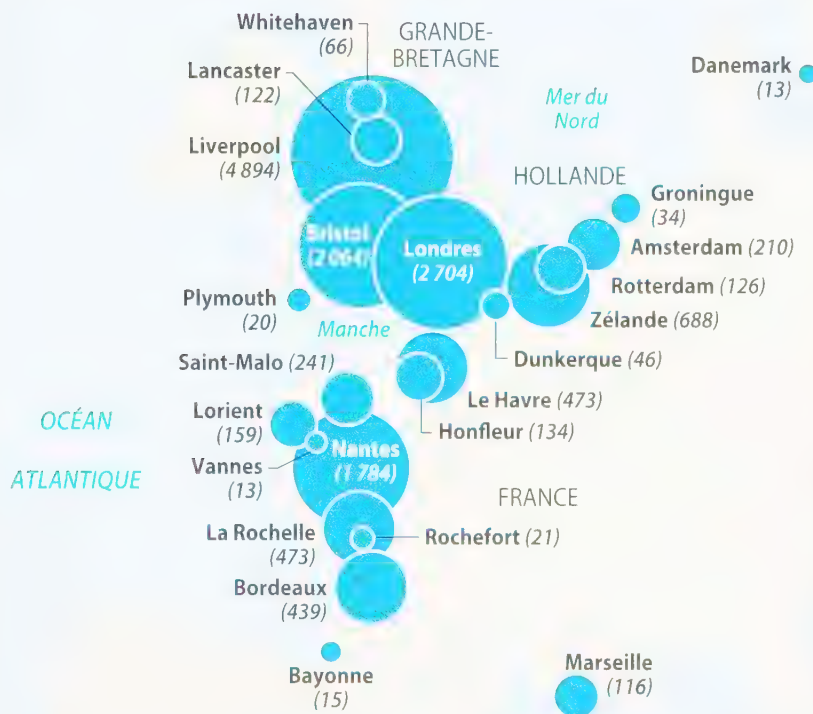 Whitehaven
(66)
GRANDE-
BRETAGNE
Danemark
(13)
Lancaster
(122)
Mer du
Nord
Liverpool
(4 894)
HOLLANDE
Groningue
(34)
Bristol
(2 064)
Londres
(2 704)
Amsterdam (210)
Rotterdam (126)
Zélande (688)
Plymouth
(20)
Manche
Dunkerque (46)
Saint-Malo (241)
Le Havre (473)
Honfleur (134)
OCÉAN
ATLANTIQUE
Lorient
(159)
Nantes
(1 784)
Vannes
(13)
FRANCE
La Rochelle
(473)
Rochefort (21)
Bordeaux
(439)
Bayonne
(15)
Marseille
(116)